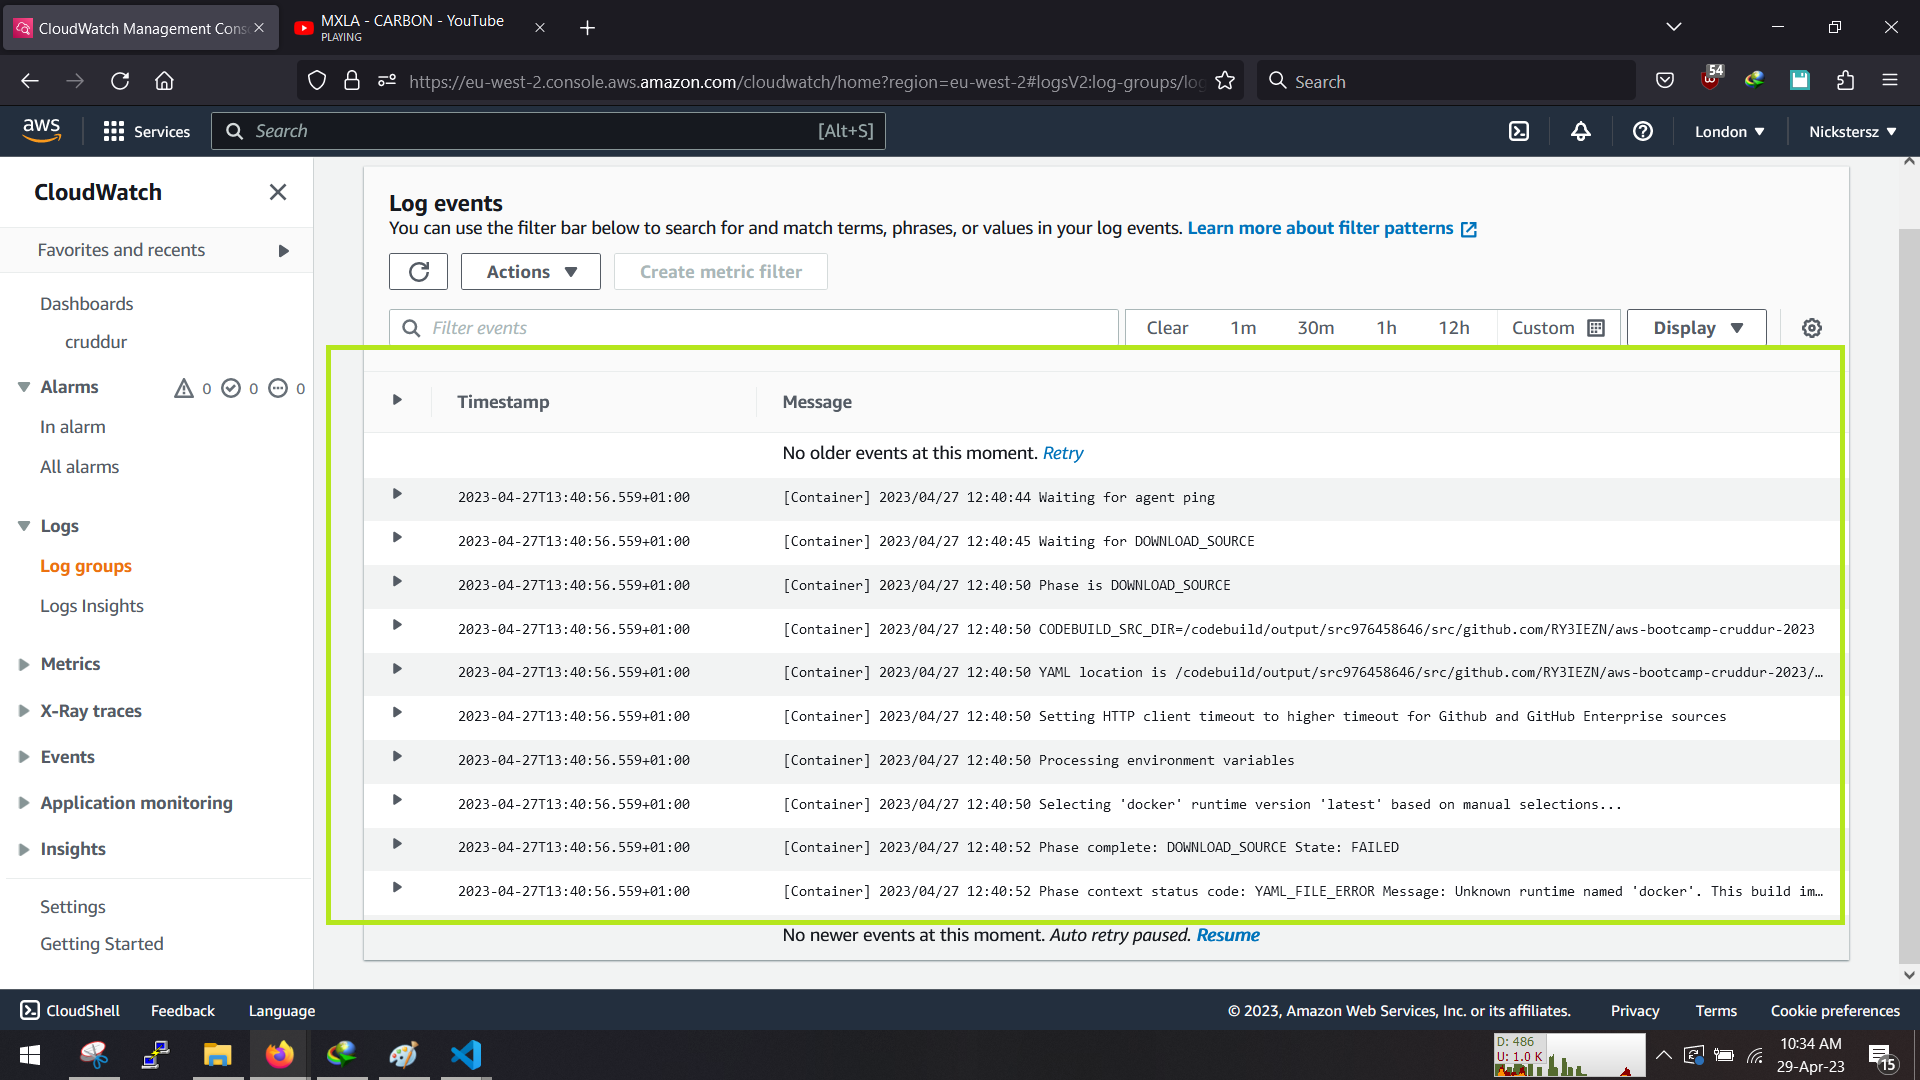 CloudWatch Management Cons
MXLA - CARBON - YouTube
PLAYING
https://eu-west-2.console.aws.amazon.com/cloudwatch/home?region=eu-west-2#logsV2:log-groups/log
Search
54
aws
Services
Search
[Alt+S]
London
Nickstersz
CloudWatch
Favorites and recents
Dashboards
cruddur
Alarms
0
0
0
In alarm
All alarms
Logs
Log groups
Logs Insights
Metrics
X-Ray traces
Events
Application monitoring
Insights
Settings
Getting Started
Log events
You can use the filter bar below to search for and match terms, phrases, or values in your log events. Learn more about filter patterns
Actions
Create metric filter
Filter events
Clear 1m 30m 1h 12h Custom
Display
Timestamp Message
No older events at this moment. Retry
2023-04-27T13:40:56.559+01:00 [Container] 2023/04/27 12:40:44 Waiting for agent ping
2023-04-27T13:40:56.559+01:00 [Container] 2023/04/27 12:40:45 Waiting for DOWNLOAD_SOURCE
2023-04-27T13:40:56.559+01:00 [Container] 2023/04/27 12:40:50 Phase is DOWNLOAD_SOURCE
2023-04-27T13:40:56.559+01:00 [Container] 2023/04/27 12:40:50 CODEBUILD_SRC_DIR=/codebuild/output/src976458646/src/github.com/RY3IEZN/aws-bootcamp-cruddur-2023
2023-04-27T13:40:56.559+01:00 [Container] 2023/04/27 12:40:50 YAML location is /codebuild/output/src976458646/src/github.com/RY3IEZN/aws-bootcamp-cruddur-2023/…
2023-04-27T13:40:56.559+01:00 [Container] 2023/04/27 12:40:50 Setting HTTP client timeout to higher timeout for Github and GitHub Enterprise sources
2023-04-27T13:40:56.559+01:00 [Container] 2023/04/27 12:40:50 Processing environment variables
2023-04-27T13:40:56.559+01:00 [Container] 2023/04/27 12:40:50 Selecting 'docker' runtime version 'latest' based on manual selections...
2023-04-27T13:40:56.559+01:00 [Container] 2023/04/27 12:40:52 Phase complete: DOWNLOAD_SOURCE State: FAILED
2023-04-27T13:40:56.559+01:00 [Container] 2023/04/27 12:40:52 Phase context status code: YAML_FILE_ERROR Message: Unknown runtime named 'docker'. This build im…
No newer events at this moment. Auto retry paused. Resume
CloudShell Feedback Language
© 2023, Amazon Web Services, Inc. or its affiliates. Privacy Terms Cookie preferences
D: 486
U: 1.0 K
10:34 AM
29-Apr-23
15